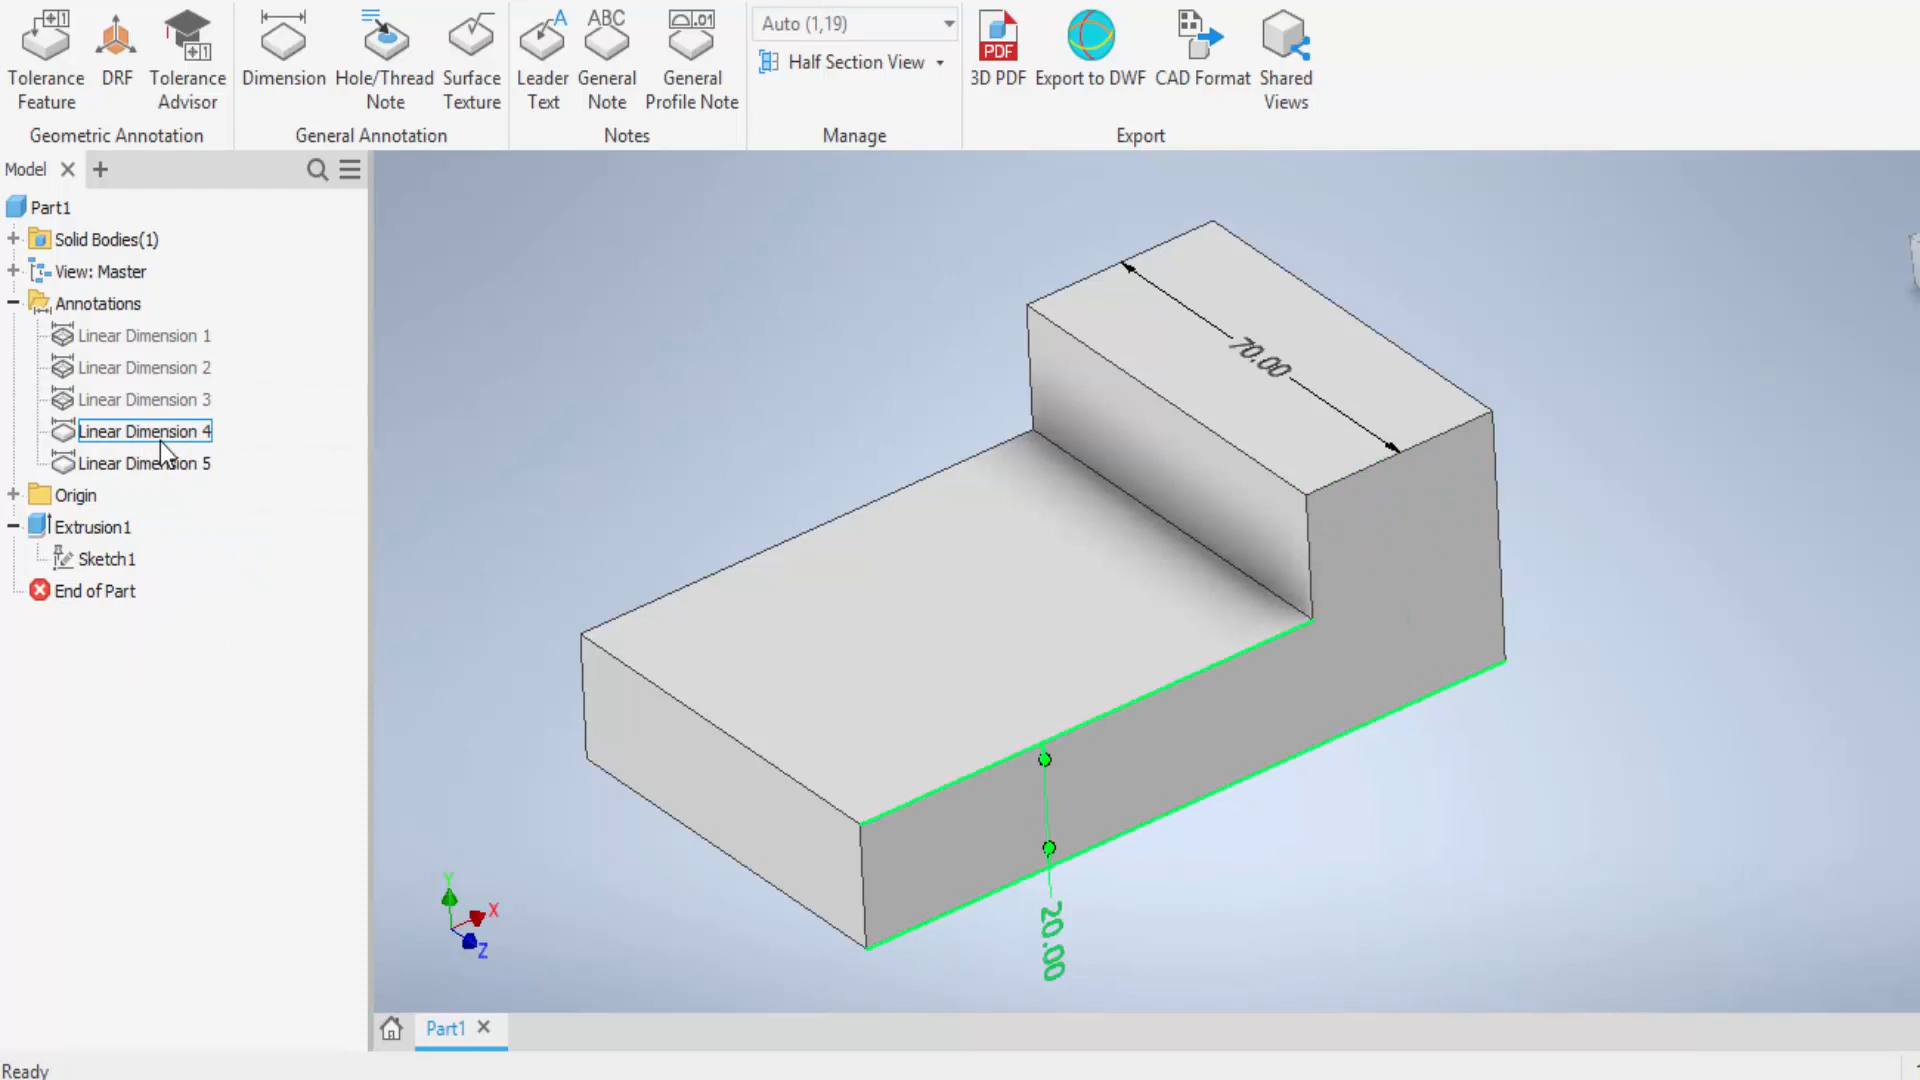 Tolerance Feature
DRF
Tolerance Advisor
Geometric Annotation
Dimension
Hole/Thread Note
Surface Texture
General Annotation
A
Leader Text
ABC
General Note
.01
General Profile Note
Notes
Auto (1,19)
Half Section View
Manage
PDF
3D PDF
Export to DWF
CAD Format
Shared Views
Export
Model
Part1
Solid Bodies(1)
View: Master
Annotations
Linear Dimension 1
Linear Dimension 2
Linear Dimension 3
Linear Dimension 4
Linear Dimension 5
Origin
Extrusion1
Sketch1
End of Part
70.00
20.00
Y
X
Z
Part1
Ready